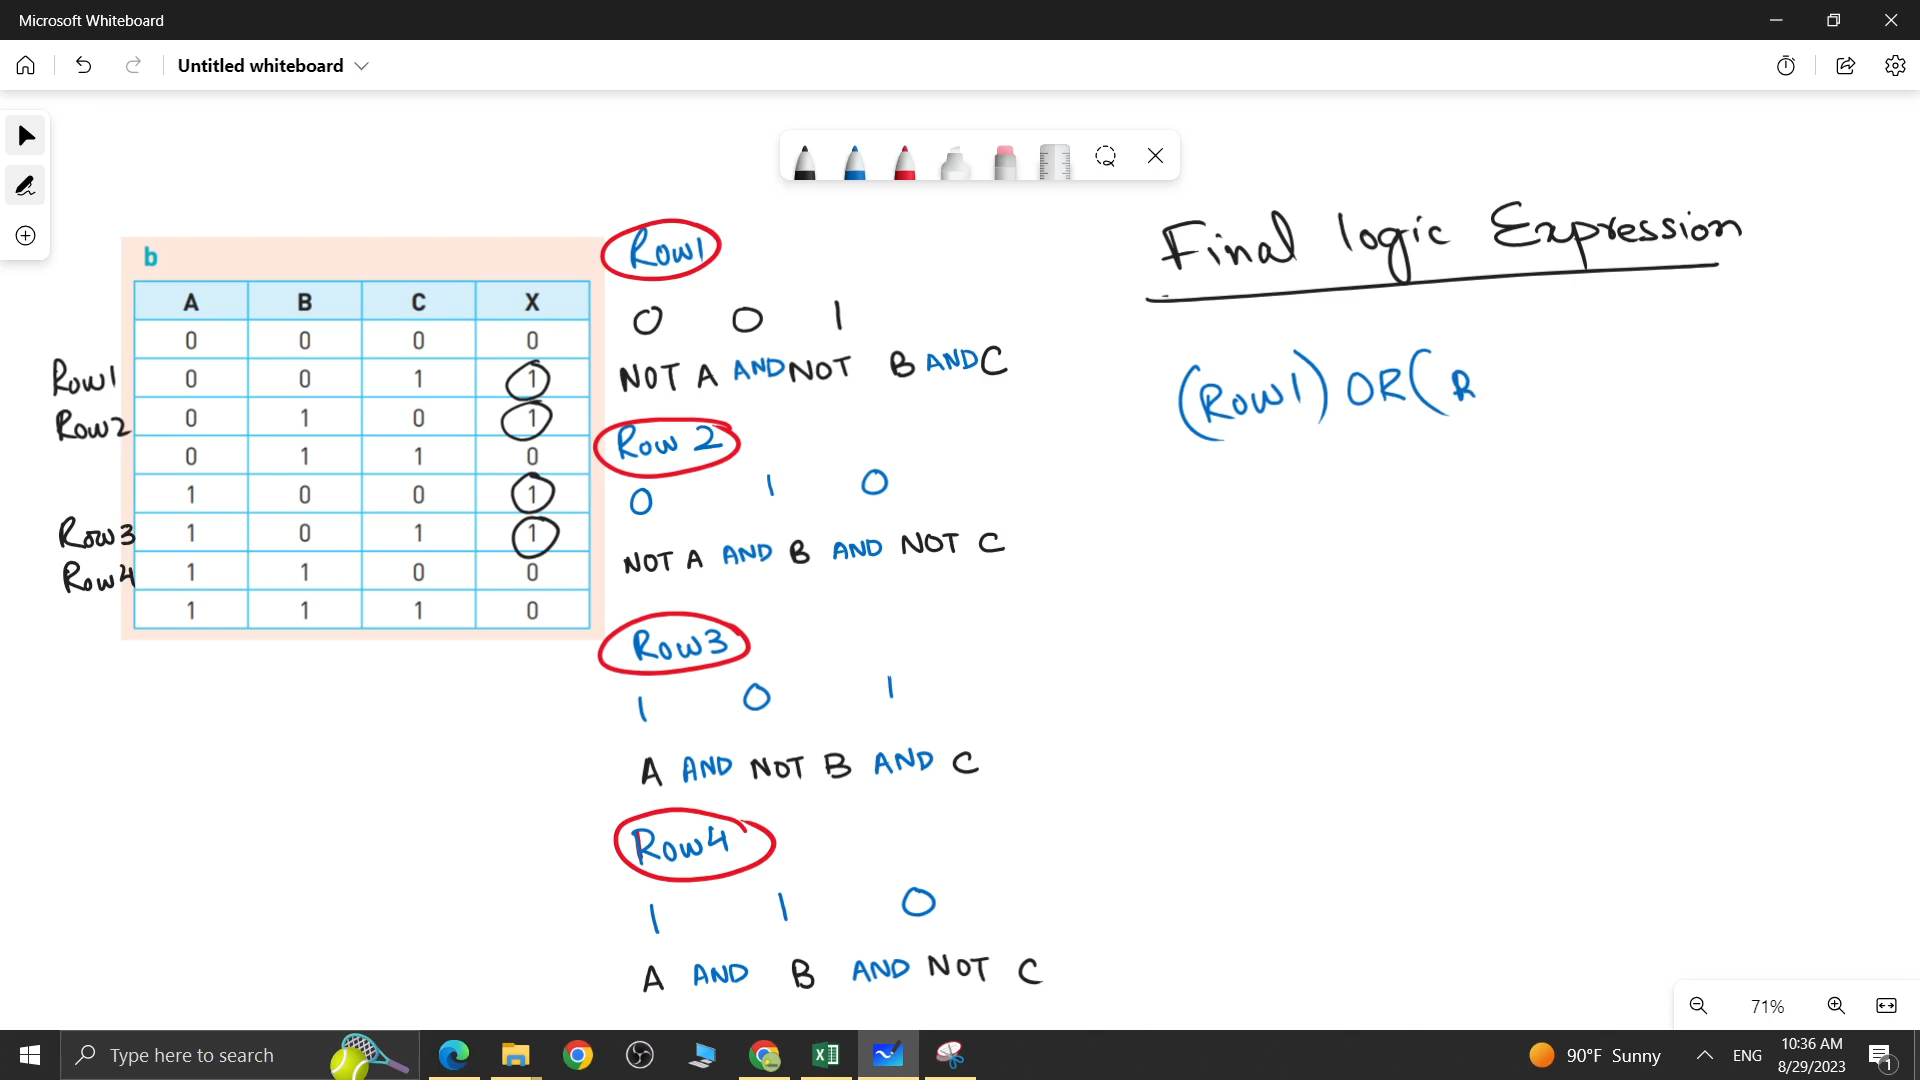 Microsoft Whiteboard
Untitled whiteboard
Final logic Expression
Row1
b
A B C X
0 0 0 0
Row1 0 0 1 1
Row2 0 1 0 1
0 1 1 0
1 0 0 1
Row3 1 0 1 1
Row4 1 1 0 0
1 1 1 0
0 0 1
NOT A AND NOT B AND C
Row 2
0 1 0
NOT A AND B AND NOT C
Row3
1 0 1
A AND NOT B AND C
Row4
1 1 0
A AND B AND NOT C
(Row1) OR (R
71%
Type here to search
90°F Sunny
ENG
10:36 AM
8/29/2023
1